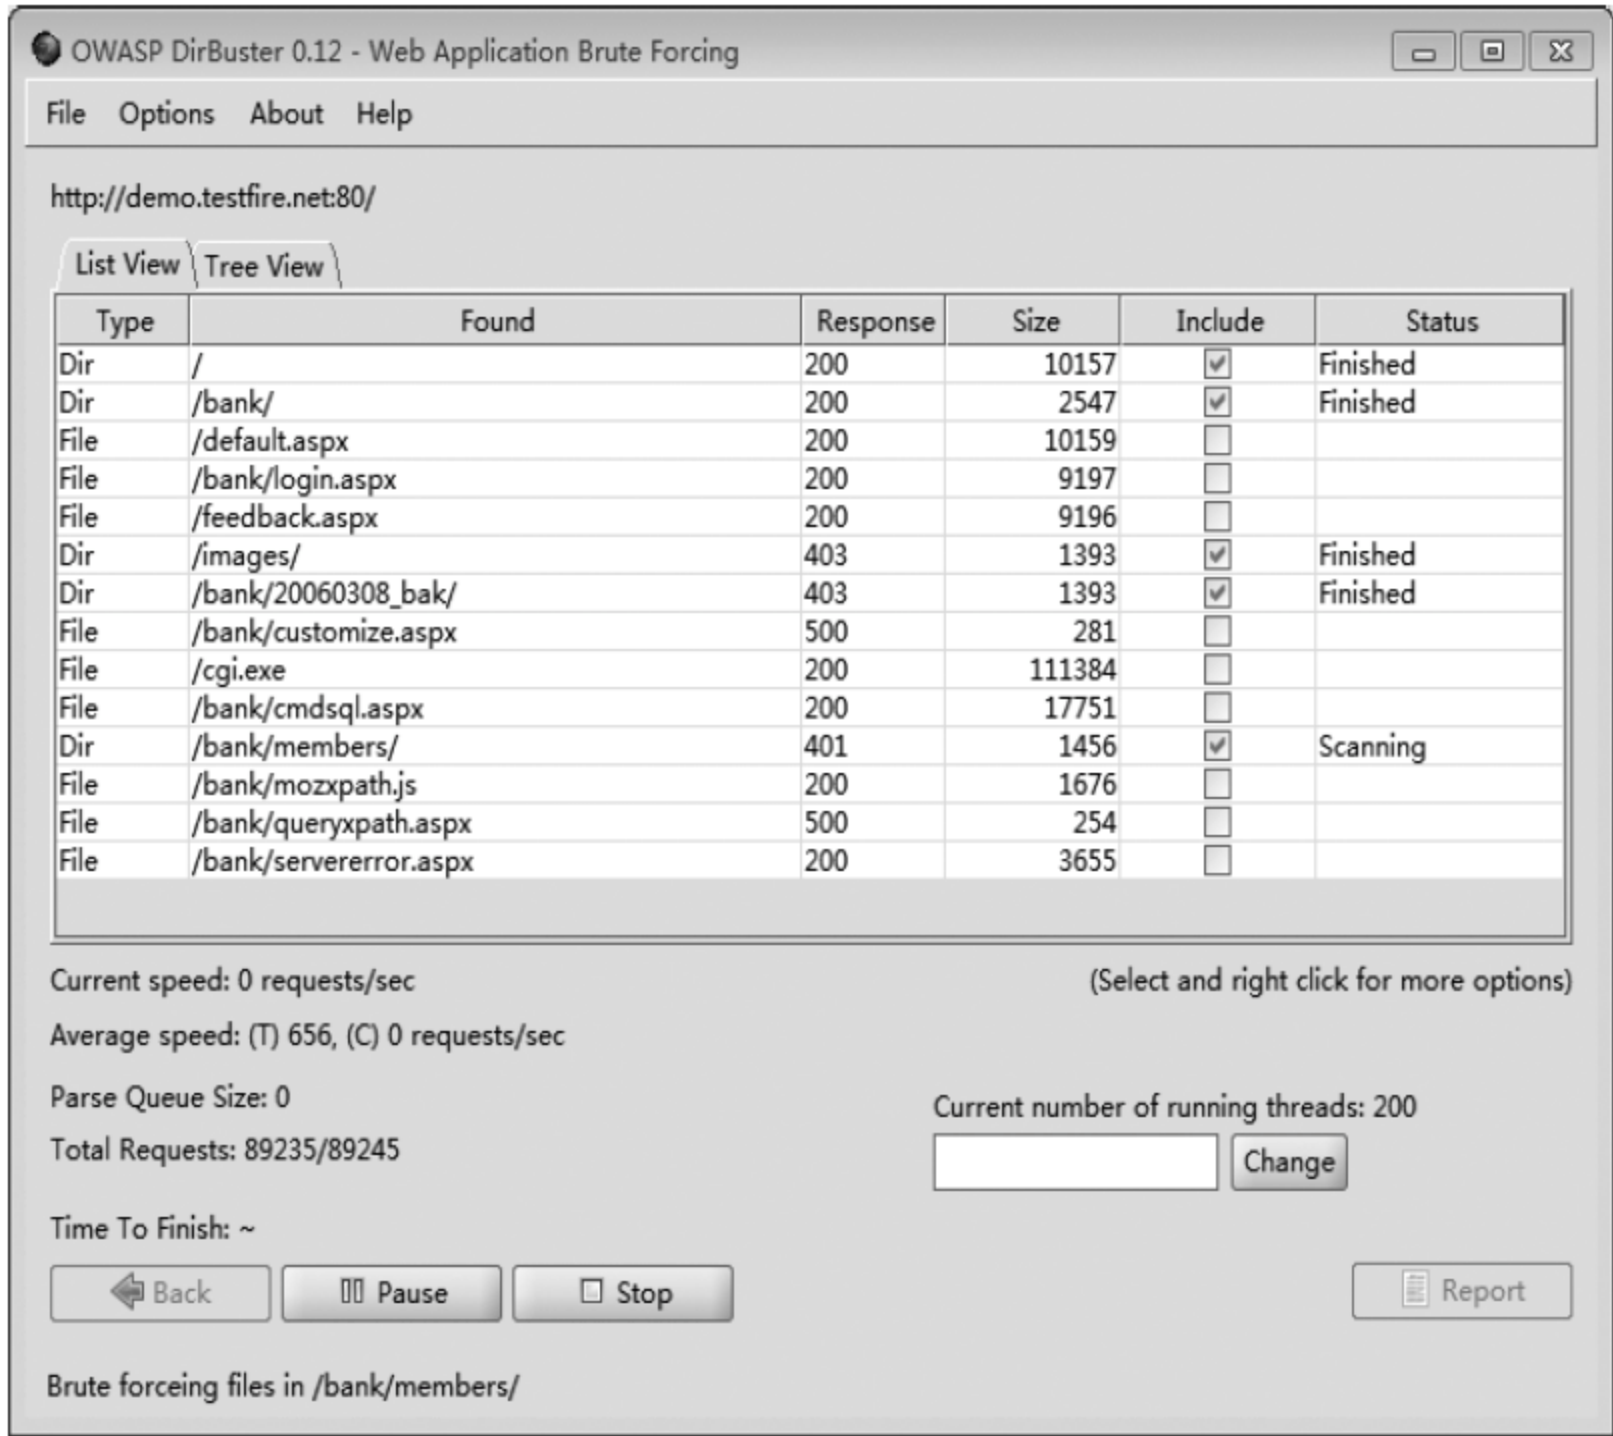 OWASP DirBuster 0.12 - Web Application Brute Forcing
File Options About Help
http://demo.testfire.net:80/
List View Tree View
Type Found Response Size Include Status
Dir / 200 10157 Finished
Dir /bank/ 200 2547 Finished
File /default.aspx 200 10159
File /bank/login.aspx 200 9197
File /feedback.aspx 200 9196
Dir /images/ 403 1393 Finished
Dir /bank/20060308_bak/ 403 1393 Finished
File /bank/customize.aspx 500 281
File /cgi.exe 200 111384
File /bank/cmdsql.aspx 200 17751
Dir /bank/members/ 401 1456 Scanning
File /bank/mozxpath.js 200 1676
File /bank/queryxpath.aspx 500 254
File /bank/servererror.aspx 200 3655
Current speed: 0 requests/sec (Select and right click for more options)
Average speed: (T) 656, (C) 0 requests/sec
Parse Queue Size: 0
Current number of running threads: 200
Total Requests: 89235/89245
Change
Time To Finish: ~
Back Pause Stop Report
Brute forceing files in /bank/members/